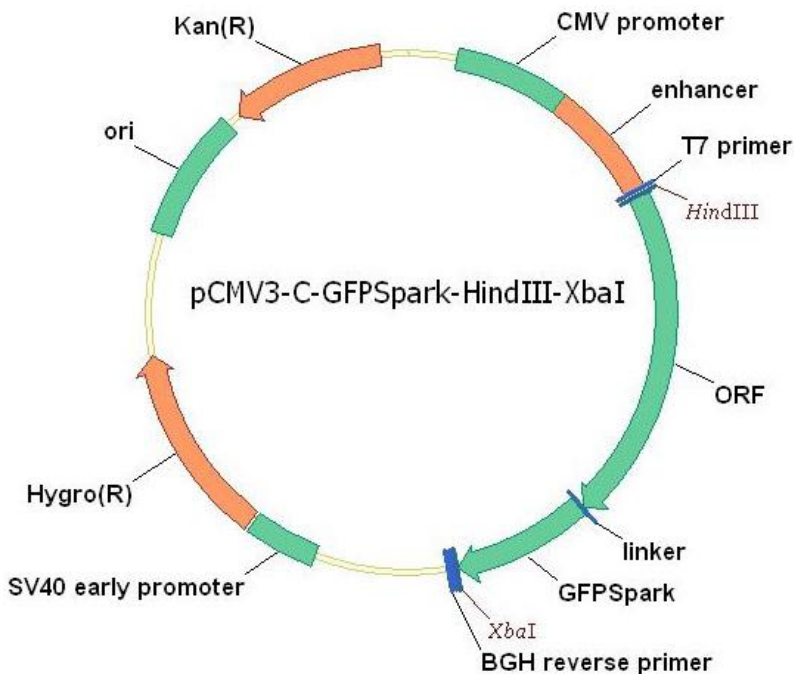 Kan(R)
CMV promoter
enhancer
ori
T7 primer
HindIII
pCMV3-C-GFPSpark-HindIII-XbaI
ORF
Hygro(R)
linker
SV40 early promoter
GFPSpark
XbaI
BGH reverse primer